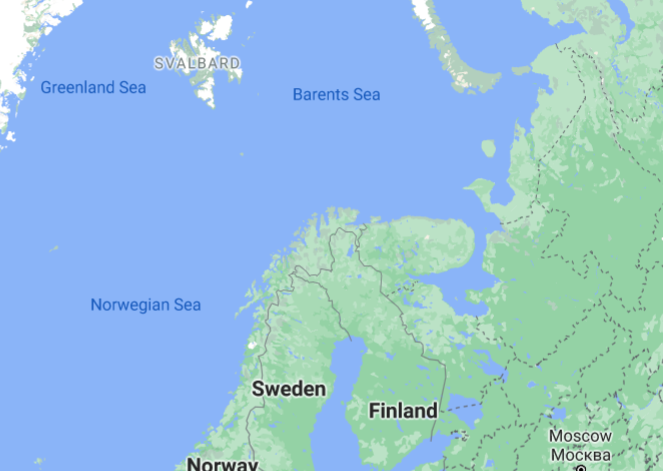 SVALBARD
Greenland Sea
Barents Sea
Norwegian Sea
Sweden
Finland
Moscow
Москва
Norway